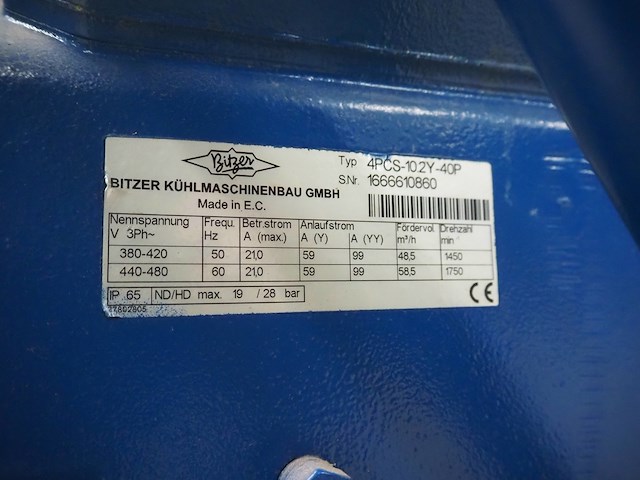 Bitzer
BITZER KÜHLMASCHINENBAU GMBH
Made in E.C.
Typ 4PCS-10.2Y-40P
S.Nr. 1666610860
Nennspannung Frequ. Betr.strom Anlaufstrom Fördervol. Drehzahl
V 3Ph~ Hz A (max.) A (Y) A (YY) m³/h min⁻¹
380-420 50 21,0 59 99 48,5 1450
440-480 60 21,0 59 99 58,5 1750
IP 65 ND/HD max. 19 / 28 bar
CE